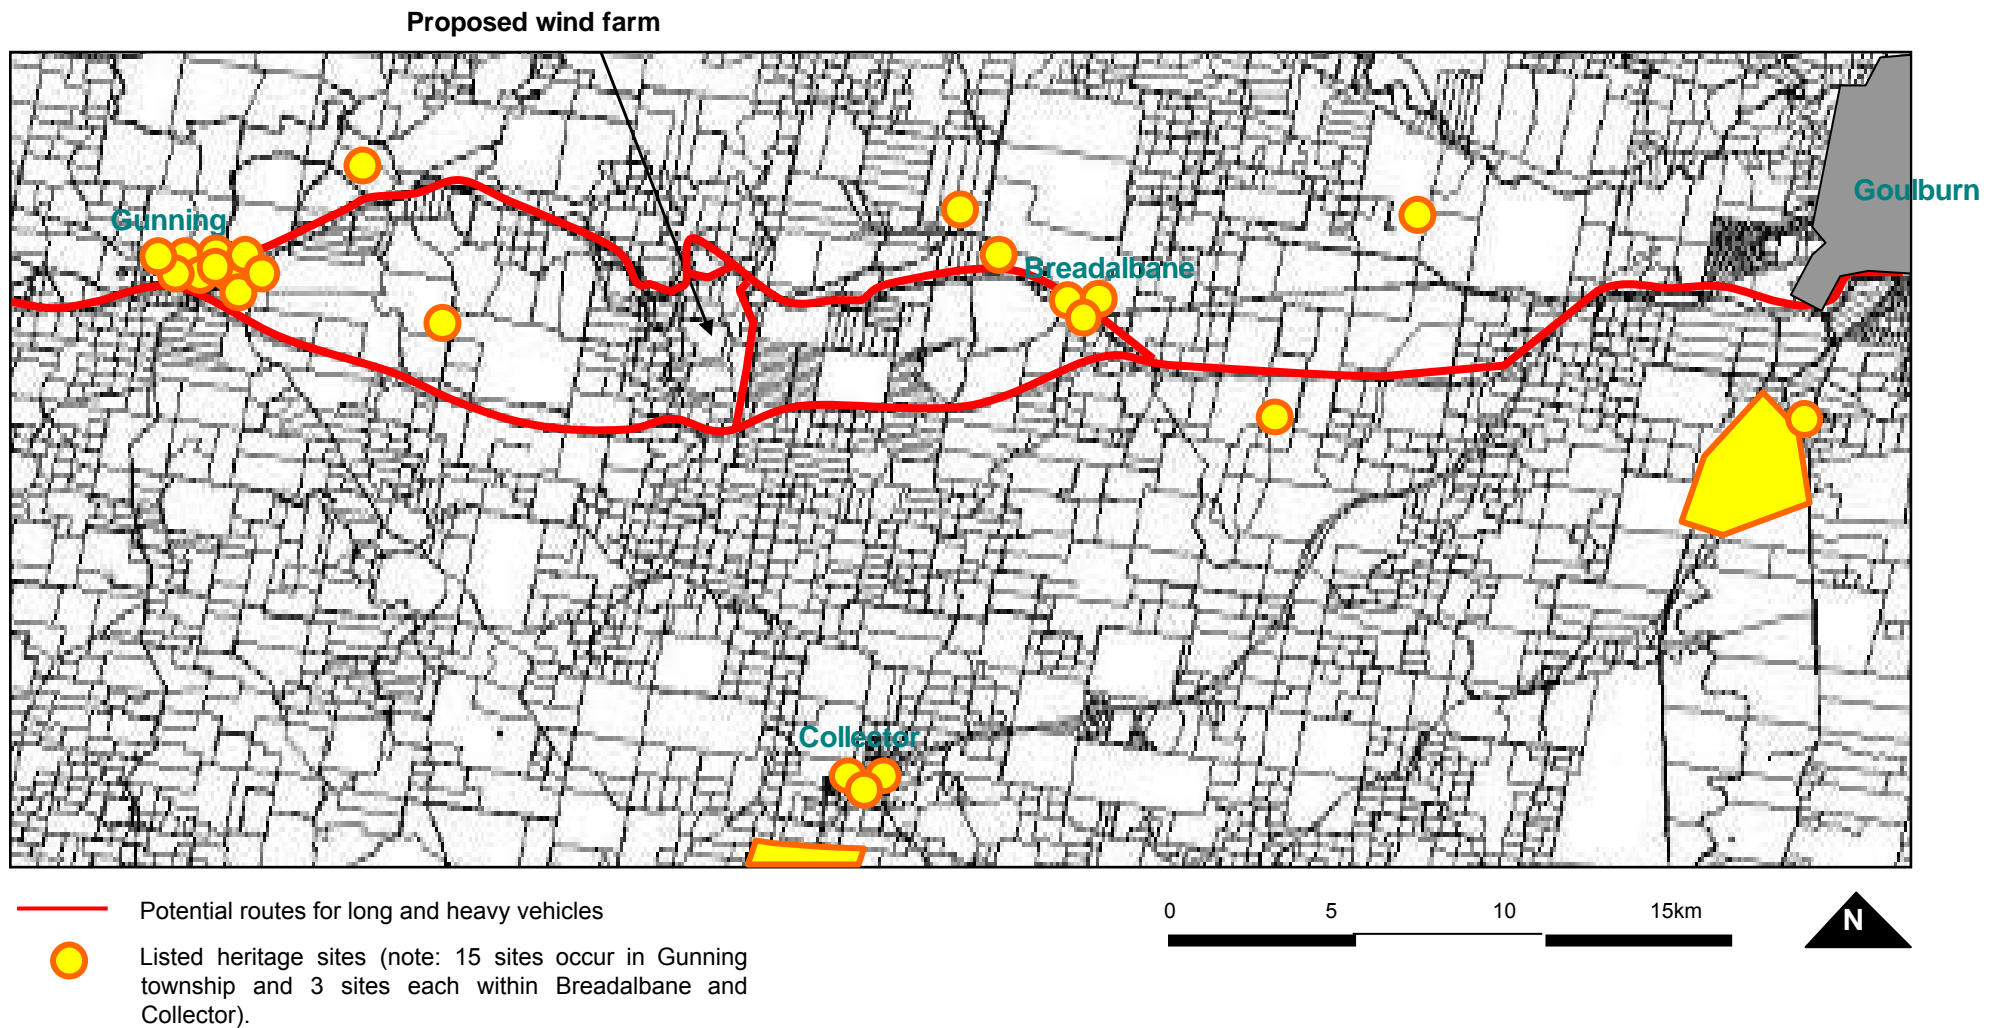 Proposed wind farm
Goulburn
Gunning
Breadalbane
Collector
Potential routes for long and heavy vehicles
0 5 10 15km
N
Listed heritage sites (note: 15 sites occur in Gunning
township and 3 sites each within Breadalbane and
Collector).